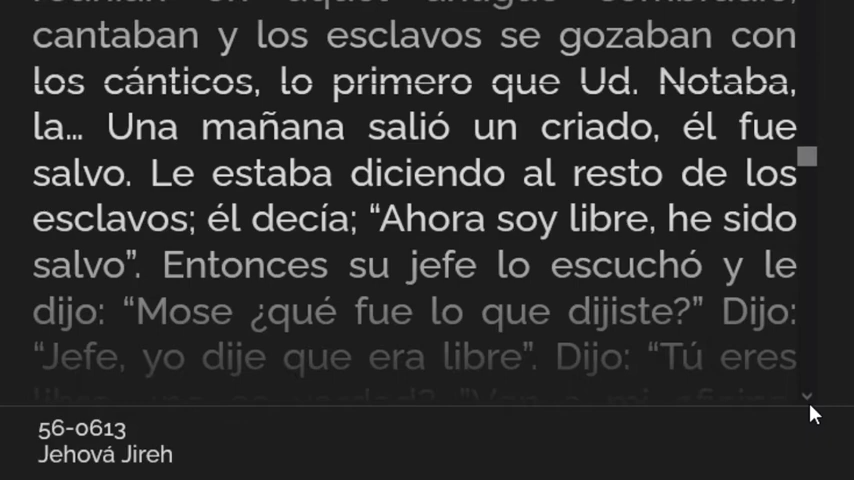 cantaban y los esclavos se gozaban con
los cánticos, lo primero que Ud. Notaba,
la... Una mañana salió un criado, él fue
salvo. Le estaba diciendo al resto de los
esclavos; él decía; “Ahora soy libre, he sido
salvo”. Entonces su jefe lo escuchó y le
dijo: “Mose ¿qué fue lo que dijiste?” Dijo:
“Jefe, yo dije que era libre”. Dijo: “Tú eres
56-0613
Jehová Jireh